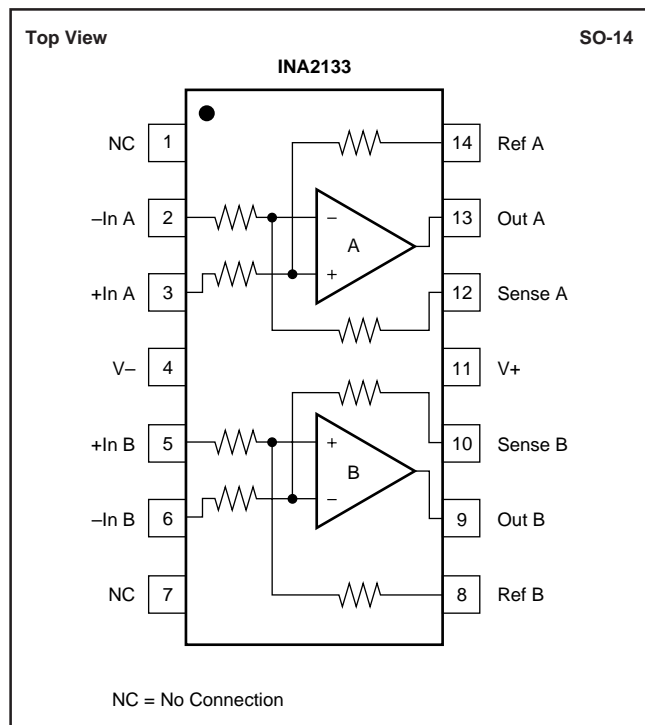 Top View SO-14
INA2133
NC 1 14 Ref A
–In A 2 – 13 Out A
A
+In A 3 + 12 Sense A
V– 4 11 V+
+In B 5 + 10 Sense B
B
–In B 6 – 9 Out B
NC 7 8 Ref B
NC = No Connection